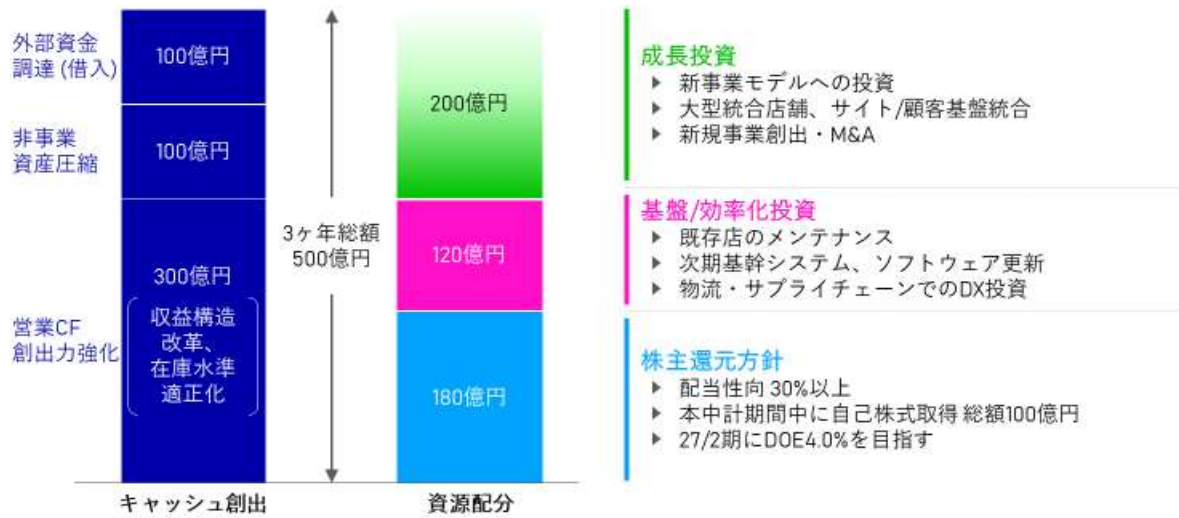 外部資金
調達 (借入)
100億円
非事業
資産圧縮
100億円
営業CF
創出力強化
300億円
収益構造
改革、
在庫水準
適正化
キャッシュ創出
3ヶ年総額
500億円
200億円
120億円
180億円
資源配分
成長投資
▶ 新事業モデルへの投資
▶ 大型統合店舗、サイト/顧客基盤統合
▶ 新規事業創出・M&A
基盤/効率化投資
▶ 既存店のメンテナンス
▶ 次期基幹システム、ソフトウェア更新
▶ 物流・サプライチェーンでのDX投資
株主還元方針
▶ 配当性向 30%以上
▶ 本中計期間中に自己株式取得 総額100億円
▶ 27/2期にDOE4.0%を目指す